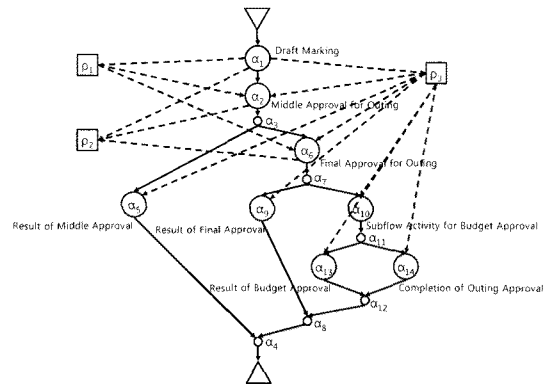 α₁ Draft Marking
ρ₁
ρ₃
α₂
Middle Approval for Outing
α₃
ρ₂
α₆
Final Approval for Outing
α₇
α₅
α₉
α₁₀
Result of Middle Approval
Result of Final Approval
Subflow Activity for Budget Approval
α₁₁
α₁₃
α₁₄
Result of Budget Approval
Completion of Outing Approval
α₁₂
α₈
α₄